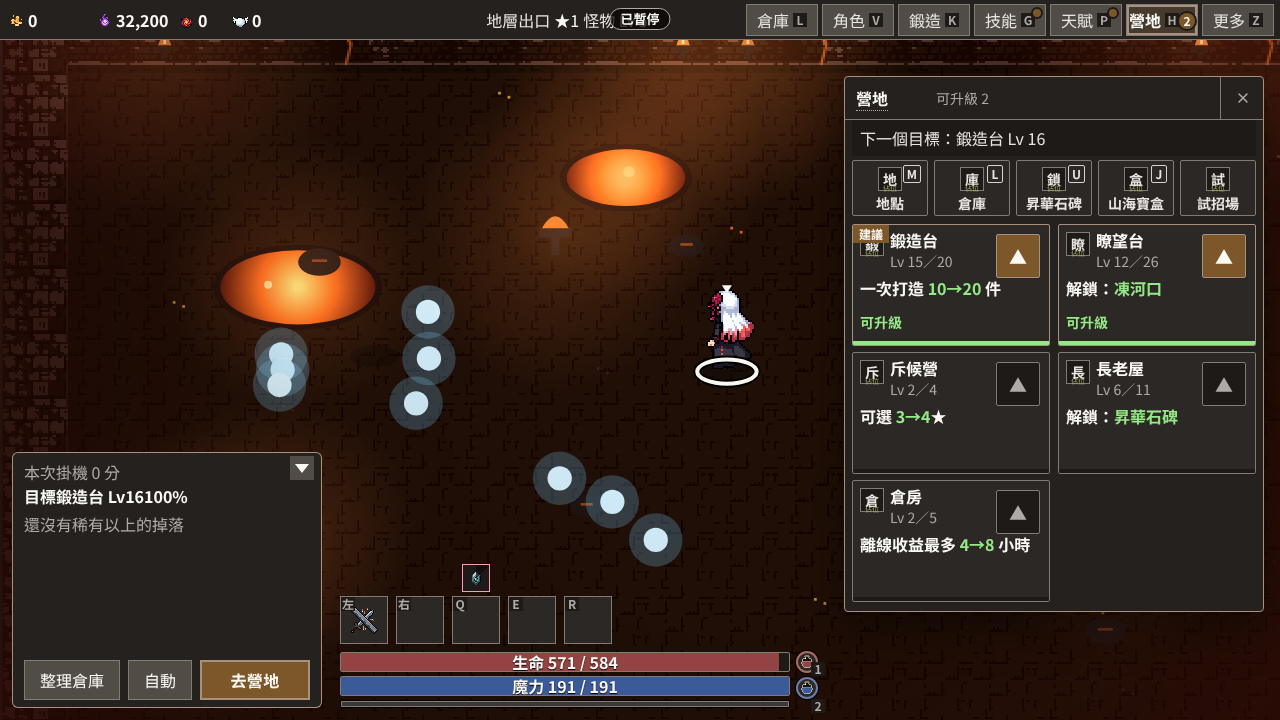 0
32,200
0
0
地層出口 ★1 怪物
已暫停
倉庫 L
角色 V
鍛造 K
技能 G
天賦 P
營地 H 2
更多 Z
營地
可升級 2
×
下一個目標：鍛造台 Lv 16
地 M
地點
庫 L
倉庫
鎖 U
昇華石碑
盒 J
山海寶盒
試
試招場
建議
鍛造台
Lv 15／20
一次打造 10→20 件
可升級
瞭
瞭望台
Lv 12／26
解鎖：凍河口
可升級
斥
斥候營
Lv 2／4
可選 3→4★
長
長老屋
Lv 6／11
解鎖：昇華石碑
倉
倉房
Lv 2／5
離線收益最多 4→8 小時
本次掛機 0 分
目標鍛造台 Lv16100%
還沒有稀有以上的掉落
整理倉庫
自動
去營地
左
右
Q
E
R
生命 571 / 584
1
魔力 191 / 191
2